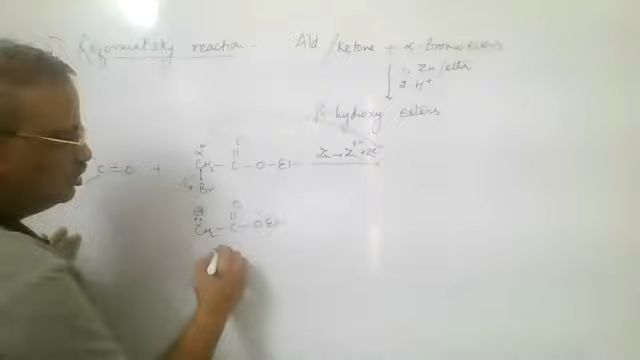 Reformatsky reaction - Ald / Ketone + α-Bromoesters
1. Zn / ether
2. H⁺
β-hydroxy esters
C = O +
α
O
CH₂ - C - O - Et
Br
Zn → Zn²⁺ + 2e⁻
O
CH₂ - C - OEt